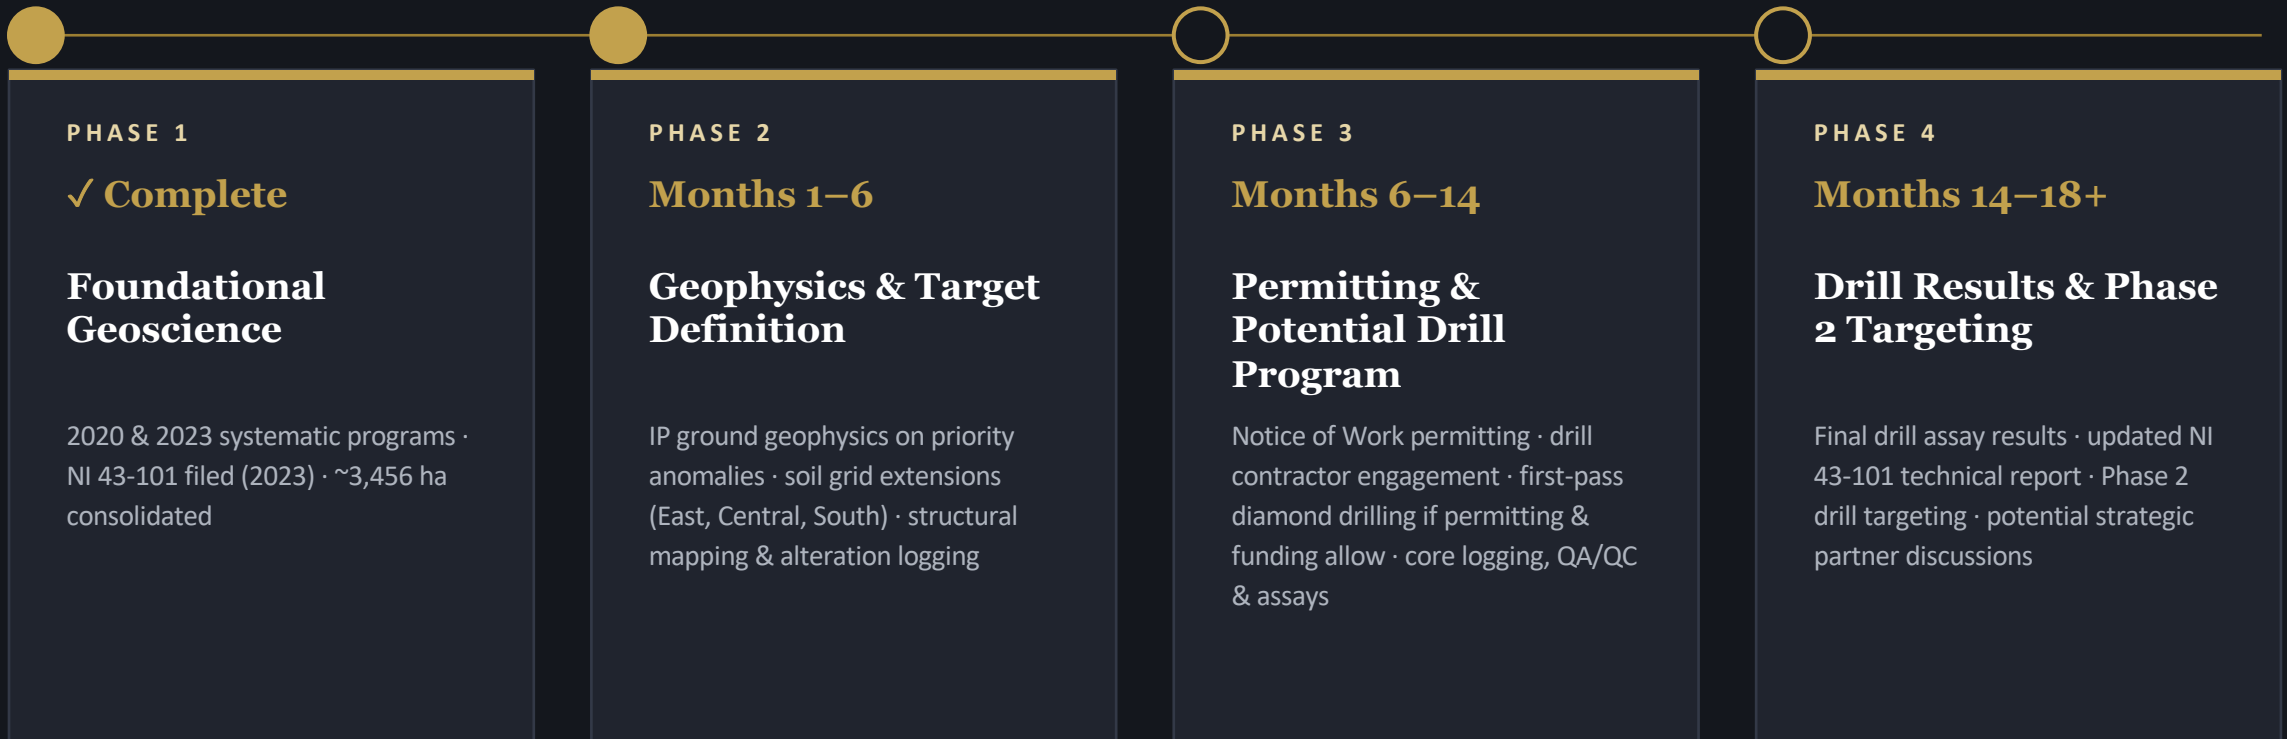 PHASE 1
✓ Complete
Foundational
Geoscience
2020 & 2023 systematic programs ·
NI 43-101 filed (2023) · ~3,456 ha
consolidated
PHASE 2
Months 1–6
Geophysics & Target
Definition
IP ground geophysics on priority
anomalies · soil grid extensions
(East, Central, South) · structural
mapping & alteration logging
PHASE 3
Months 6–14
Permitting &
Potential Drill
Program
Notice of Work permitting · drill
contractor engagement · first-pass
diamond drilling if permitting &
funding allow · core logging, QA/QC
& assays
PHASE 4
Months 14–18+
Drill Results & Phase
2 Targeting
Final drill assay results · updated NI
43-101 technical report · Phase 2
drill targeting · potential strategic
partner discussions